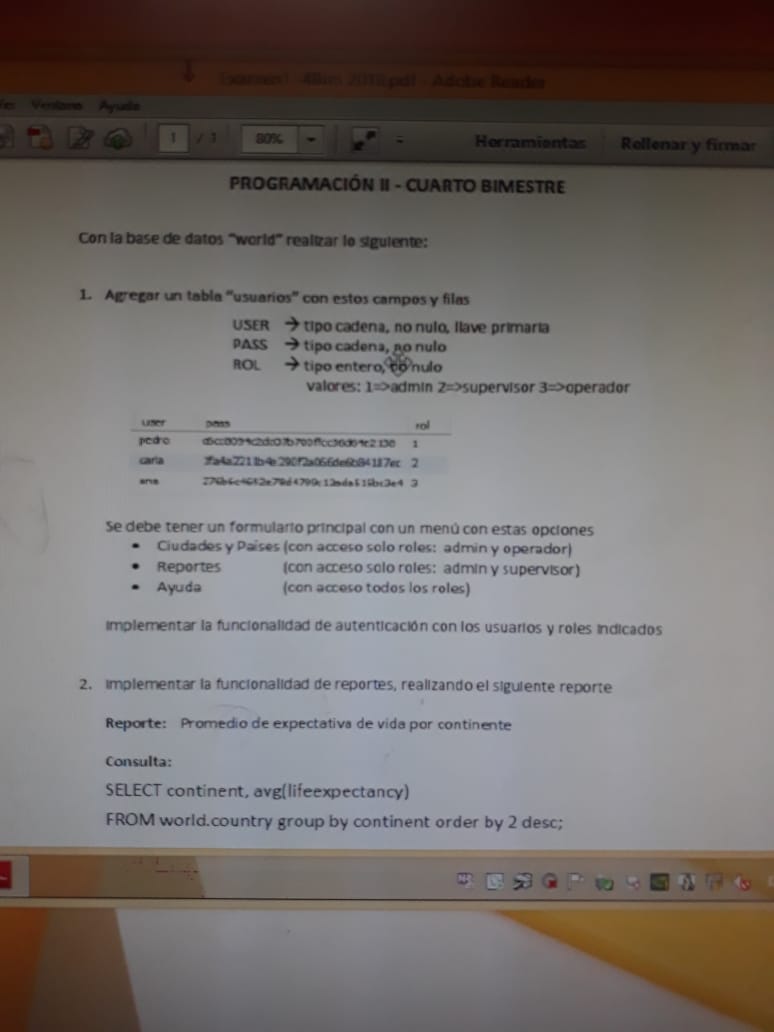 Examen1 -4Bim 2018.pdf - Adobe Reader
Ventana Ayuda
1 / 1 80% Herramientas Rellenar y firmar
PROGRAMACIÓN II - CUARTO BIMESTRE
Con la base de datos "world" realizar lo siguiente:
1. Agregar un tabla "usuarios" con estos campos y filas
USER → tipo cadena, no nulo, llave primaria
PASS → tipo cadena, no nulo
ROL → tipo entero, no nulo
valores: 1=>admin 2=>supervisor 3=>operador
user pass rol
pedro 1
carla 2
ana 3
Se debe tener un formulario principal con un menú con estas opciones
• Ciudades y Países (con acceso solo roles: admin y operador)
• Reportes (con acceso solo roles: admin y supervisor)
• Ayuda (con acceso todos los roles)
Implementar la funcionalidad de autenticación con los usuarios y roles indicados
2. Implementar la funcionalidad de reportes, realizando el siguiente reporte
Reporte: Promedio de expectativa de vida por continente
Consulta:
SELECT continent, avg(lifeexpectancy)
FROM world.country group by continent order by 2 desc;